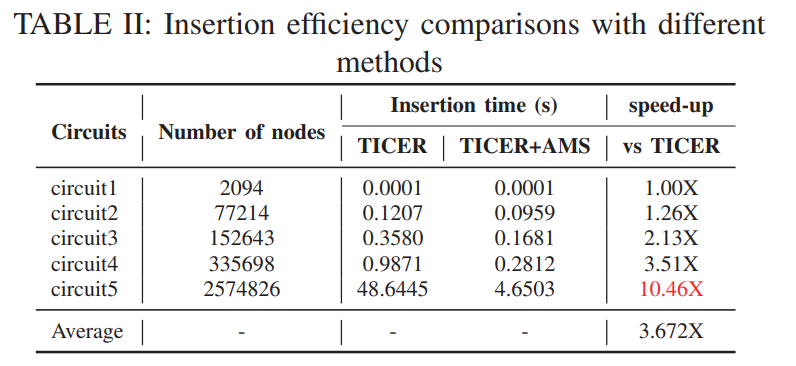 TABLE II: Insertion efficiency comparisons with different
methods
Circuits Number of nodes Insertion time (s) speed-up
TICER TICER+AMS vs TICER
circuit1 2094 0.0001 0.0001 1.00X
circuit2 77214 0.1207 0.0959 1.26X
circuit3 152643 0.3580 0.1681 2.13X
circuit4 335698 0.9871 0.2812 3.51X
circuit5 2574826 48.6445 4.6503 10.46X
Average - - - 3.672X